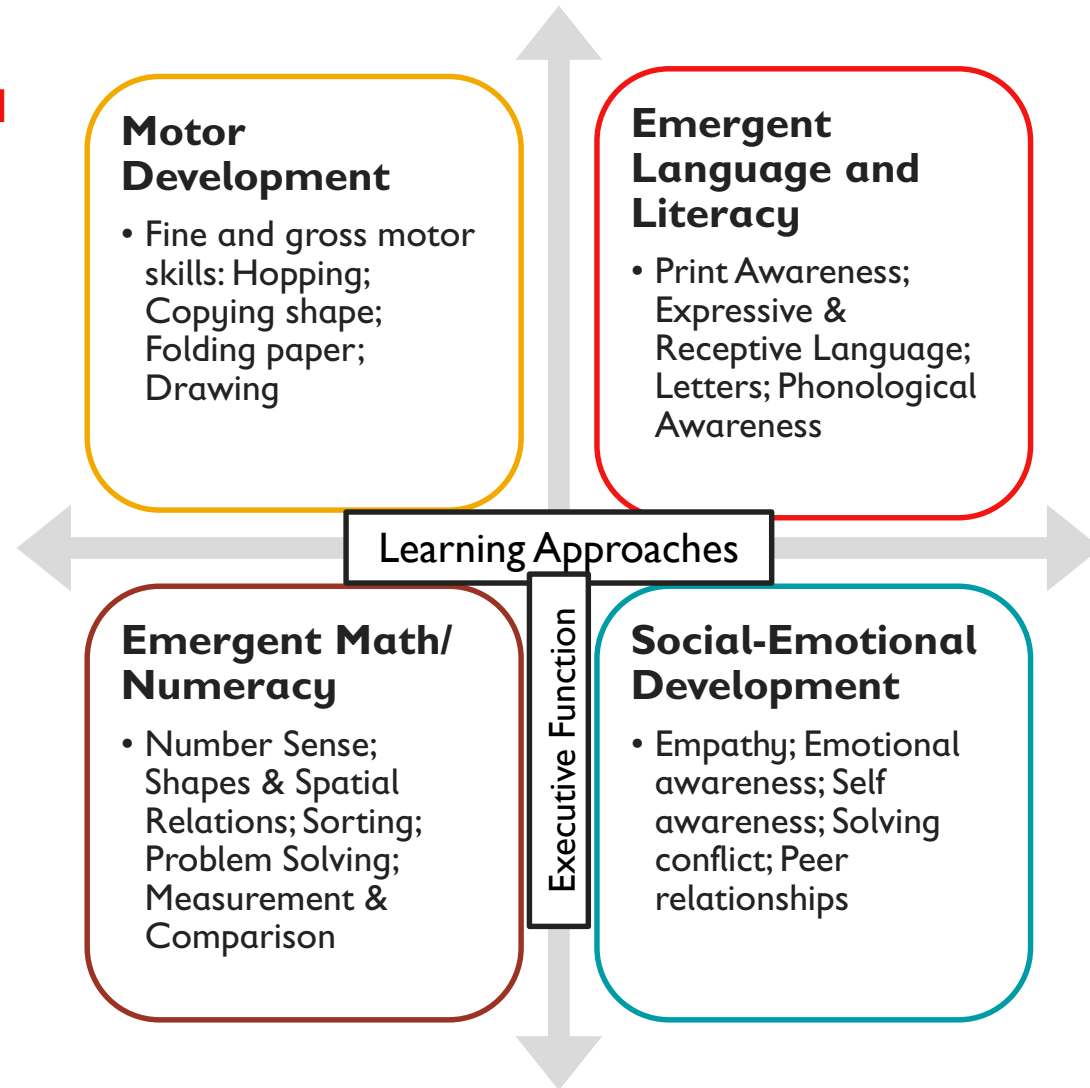 Motor
Development
• Fine and gross motor
skills: Hopping;
Copying shape;
Folding paper;
Drawing
Emergent
Language and
Literacy
• Print Awareness;
Expressive &
Receptive Language;
Letters; Phonological
Awareness
Learning Approaches
Executive Function
Emergent Math/
Numeracy
• Number Sense;
Shapes & Spatial
Relations; Sorting;
Problem Solving;
Measurement &
Comparison
Social-Emotional
Development
• Empathy; Emotional
awareness; Self
awareness; Solving
conflict; Peer
relationships